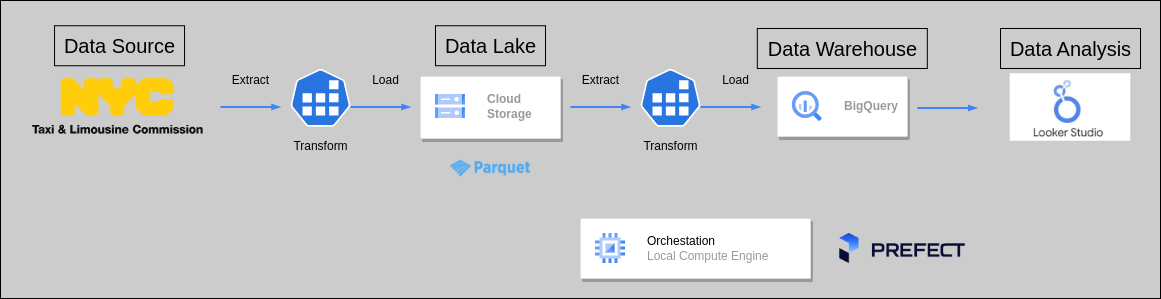 Data Source
Data Lake
Data Warehouse
Data Analysis
NYC
Taxi & Limousine Commission
Extract
Transform
Load
Cloud
Storage
Parquet
Extract
Transform
Load
BigQuery
Looker Studio
Orchestation
Local Compute Engine
PREFECT